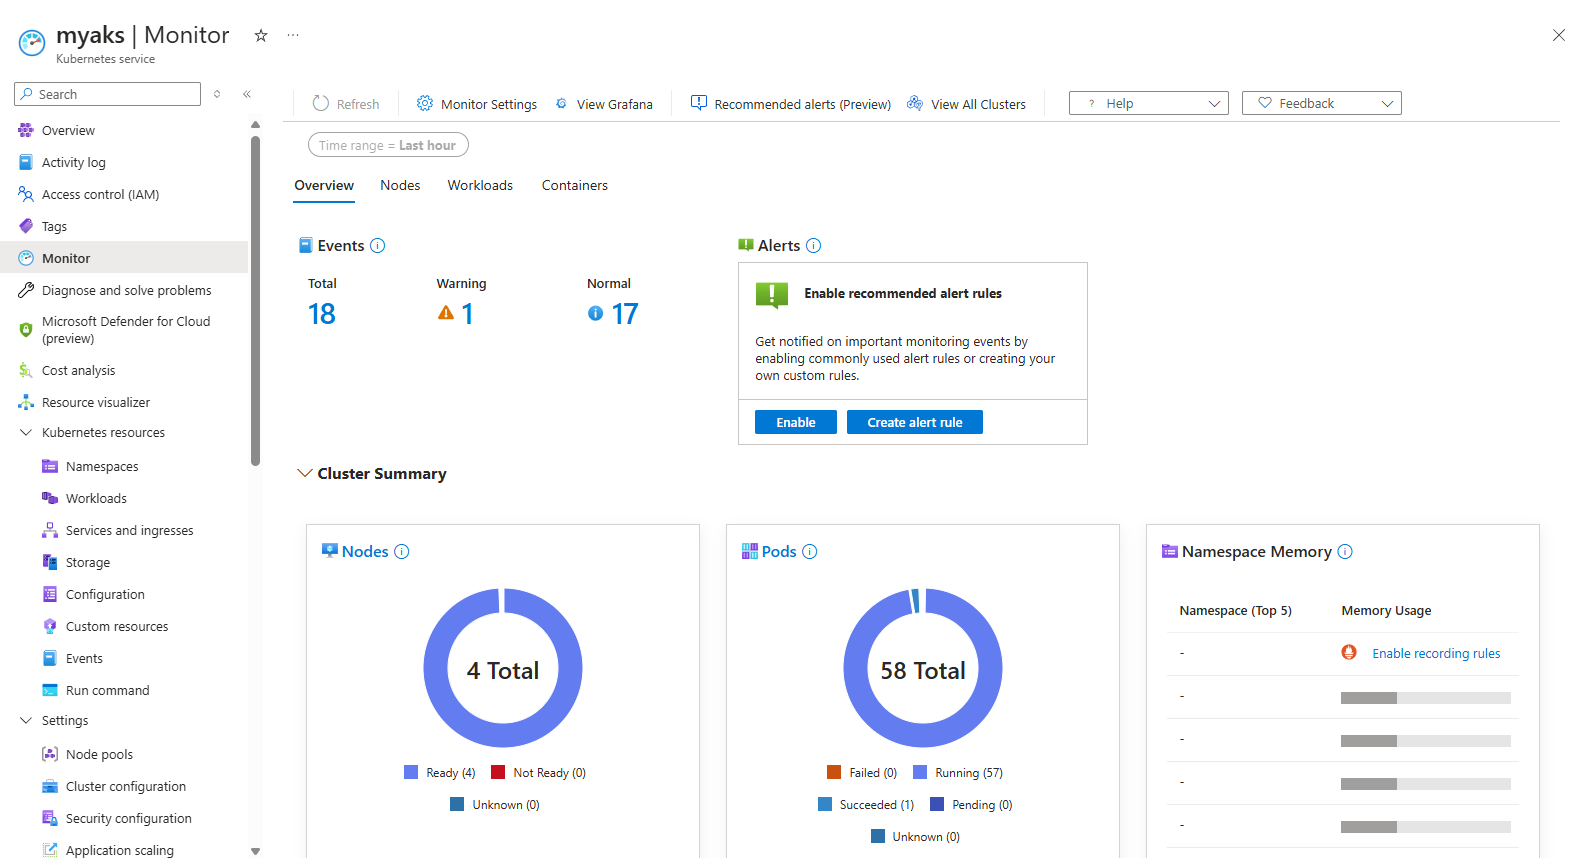 myaks | Monitor
Kubernetes service
Search
Overview
Activity log
Access control (IAM)
Tags
Monitor
Diagnose and solve problems
Microsoft Defender for Cloud
(preview)
Cost analysis
Resource visualizer
Kubernetes resources
Namespaces
Workloads
Services and ingresses
Storage
Configuration
Custom resources
Events
Run command
Settings
Node pools
Cluster configuration
Security configuration
Application scaling
Refresh
Monitor Settings
View Grafana
Recommended alerts (Preview)
View All Clusters
? Help
Feedback
Time range = Last hour
Overview
Nodes
Workloads
Containers
Events
Total
Warning
Normal
18
1
17
Alerts
Enable recommended alert rules
Get notified on important monitoring events by
enabling commonly used alert rules or creating your
own custom rules.
Enable
Create alert rule
Cluster Summary
Nodes
4 Total
Ready (4)
Not Ready (0)
Unknown (0)
Pods
58 Total
Failed (0)
Running (57)
Succeeded (1)
Pending (0)
Unknown (0)
Namespace Memory
Namespace (Top 5)
Memory Usage
- Enable recording rules
-
-
-
-